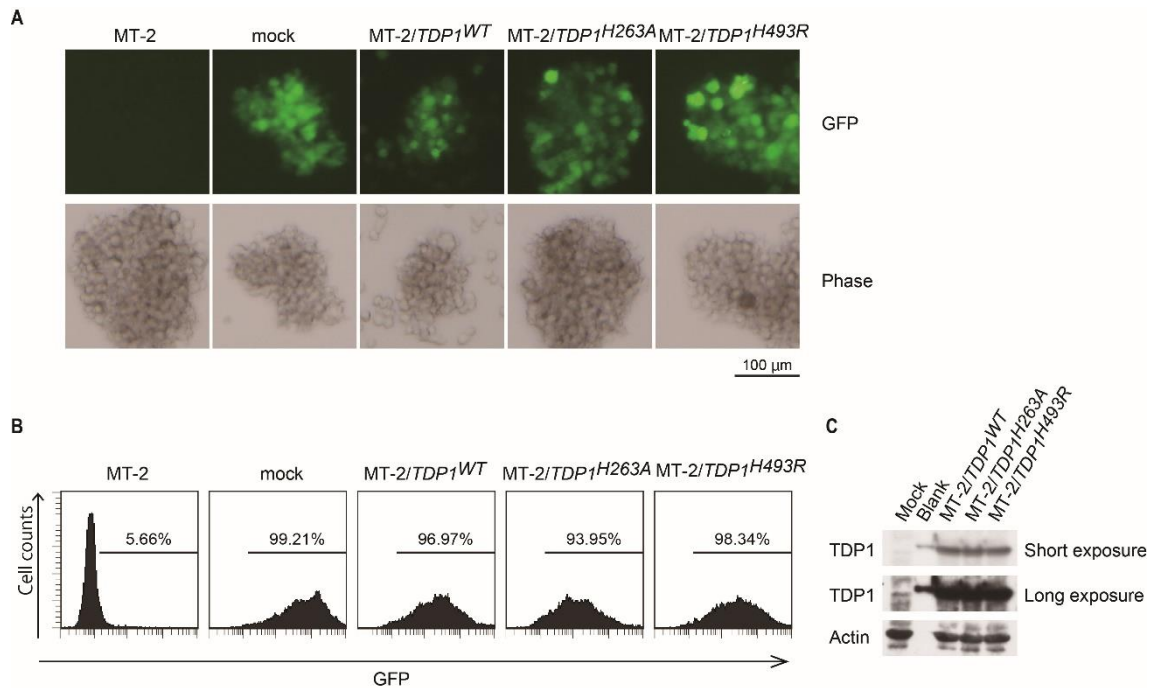 A
MT-2 mock MT-2/TDP1WT MT-2/TDP1H263A MT-2/TDP1H493R
GFP
Phase
100 µm
B
MT-2 mock MT-2/TDP1WT MT-2/TDP1H263A MT-2/TDP1H493R
5.66% 99.21% 96.97% 93.95% 98.34%
Cell counts
GFP
C
Mock Blank MT-2/TDP1WT MT-2/TDP1H263A MT-2/TDP1H493R
TDP1 Short exposure
TDP1 Long exposure
Actin